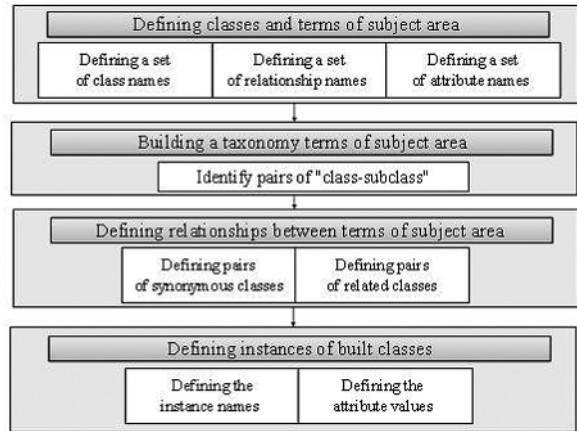 Defining classes and terms of subject area
Defining a set
of class names
Defining a set
of relationship names
Defining a set
of attribute names
Building a taxonomy terms of subject area
Identify pairs of "class-subclass"
Defining relationships between terms of subject area
Defining pairs
of synonymous classes
Defining pairs
of related classes
Defining instances of built classes
Defining the
instance names
Defining the
attribute values